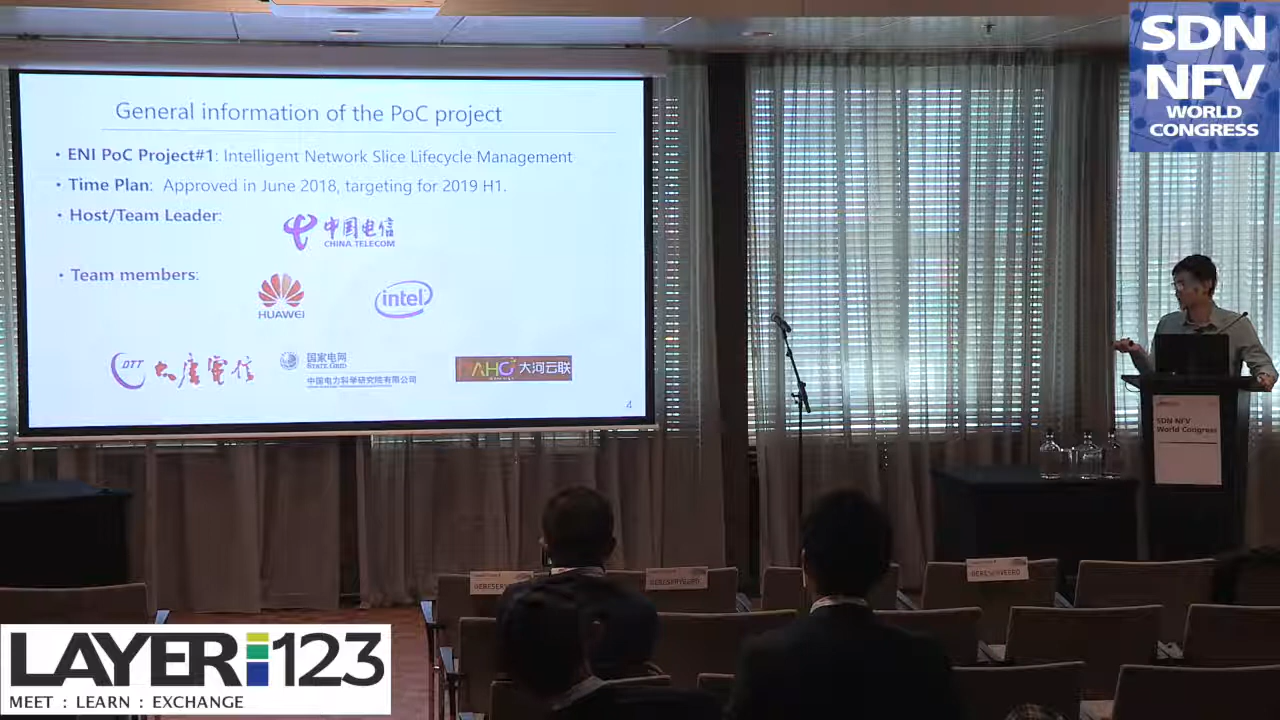 General information of the PoC project
• ENI PoC Project#1: Intelligent Network Slice Lifecycle Management
• Time Plan: Approved in June 2018, targeting for 2019 H1.
• Host/Team Leader:
中国电信
CHINA TELECOM
• Team members:
HUAWEI
intel
DTT 大唐電信
国家电网
STATE GRID
中国电力科学研究院有限公司
AHC 大河云联
4
SDN
NFV
WORLD
CONGRESS
SDN NFV
World Congress
LAYER123
MEET : LEARN : EXCHANGE